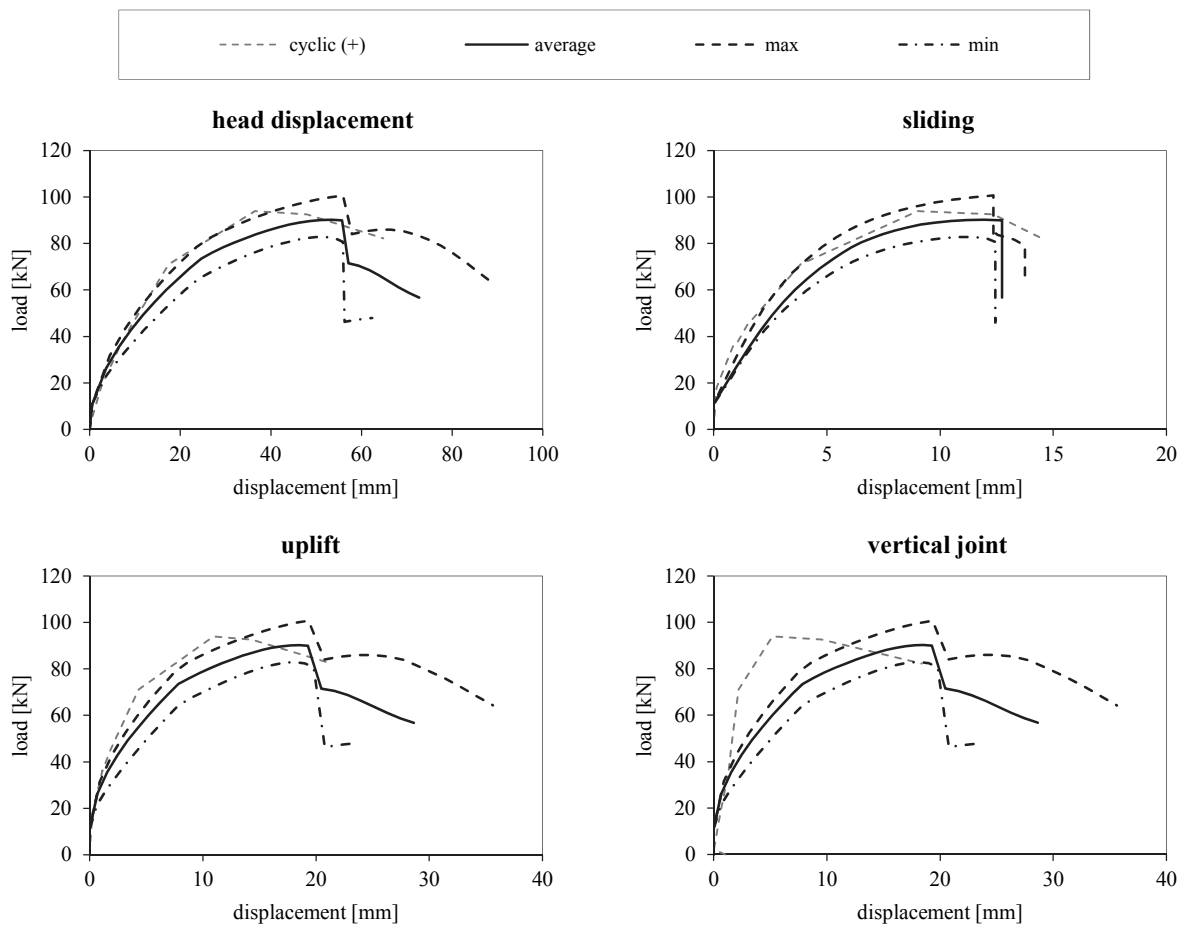 cyclic (+) average max min
head displacement
120
100
80
60
40
20
0
load [kN]
0 20 40 60 80 100
displacement [mm]
sliding
120
100
80
60
40
20
0
load [kN]
0 5 10 15 20
displacement [mm]
uplift
120
100
80
60
40
20
0
load [kN]
0 10 20 30 40
displacement [mm]
vertical joint
120
100
80
60
40
20
0
load [kN]
0 10 20 30 40
displacement [mm]